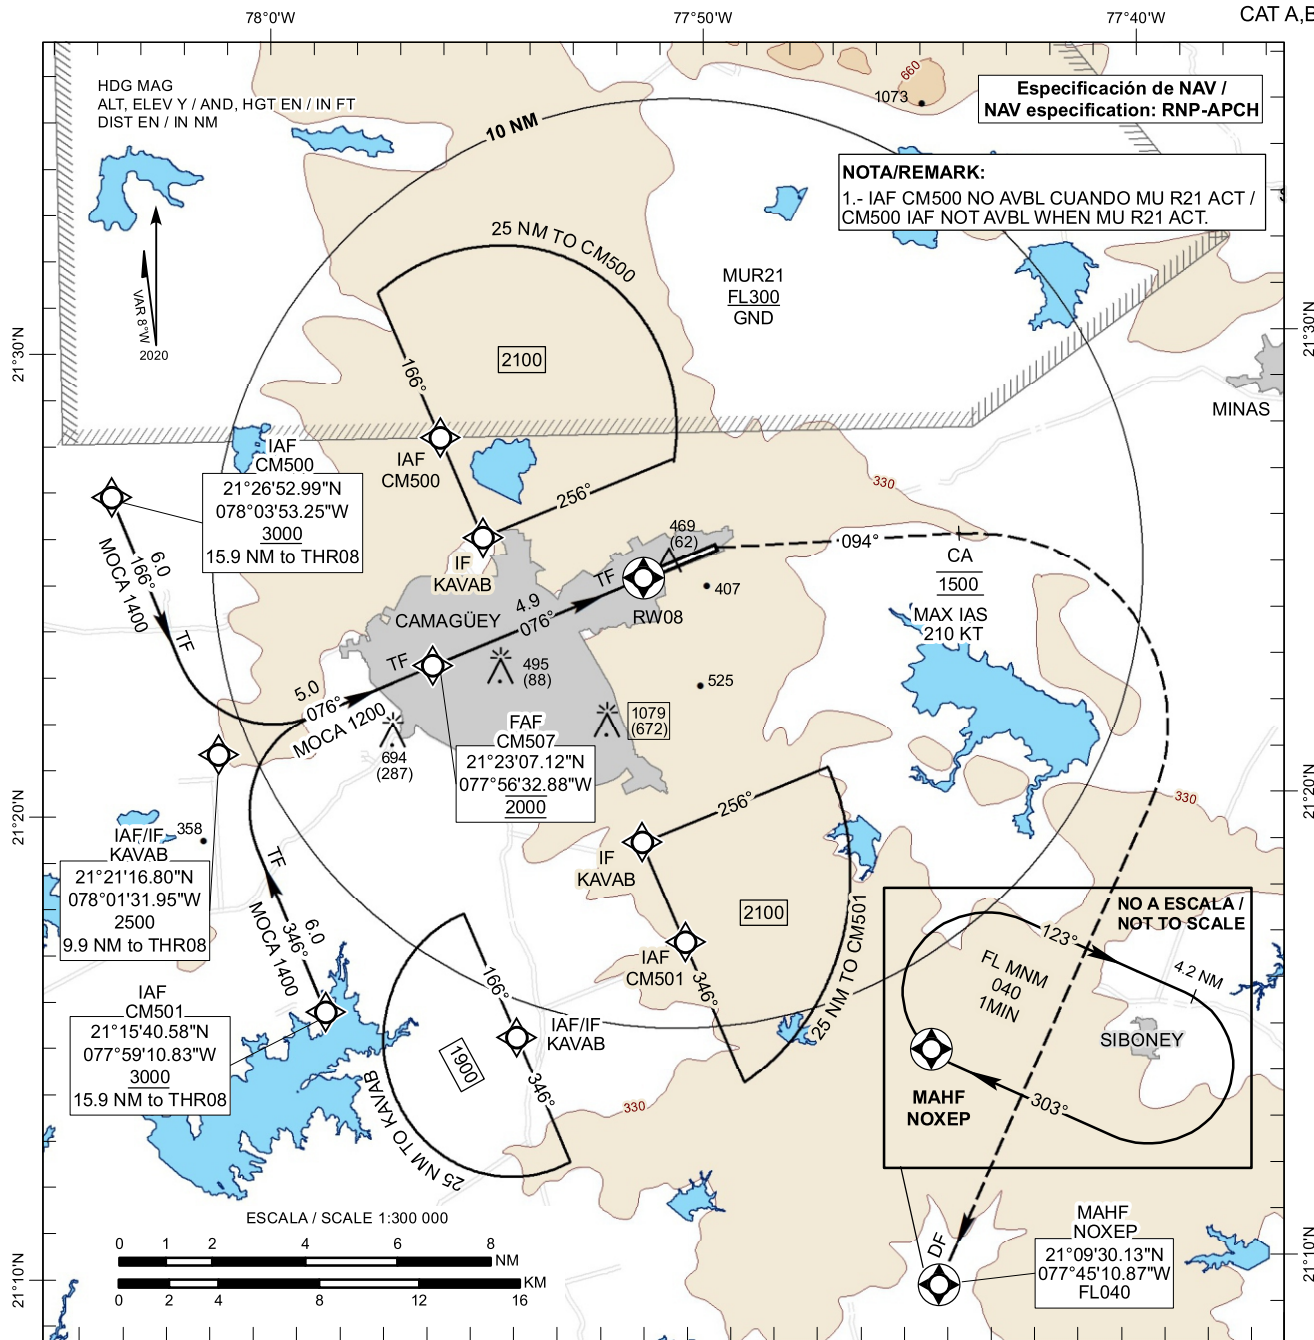 78°0'W
77°50'W
77°40'W
CAT A,B
HDG MAG
ALT, ELEV Y / AND, HGT EN / IN FT
DIST EN / IN NM
10 NM
660
1073
Especificación de NAV /
NAV especification: RNP-APCH
NOTA/REMARK:
1.- IAF CM500 NO AVBL CUANDO MU R21 ACT /
CM500 IAF NOT AVBL WHEN MU R21 ACT.
VAR 8°W
2020
25 NM TO CM500
MUR21
FL300
GND
21°30'N
21°30'N
2100
166°
MINAS
IAF
CM500
256°
IF
KAVAB
IAF
CM500
21°26'52.99"N
078°03'53.25"W
3000
15.9 NM to THR08
330
469
(62)
094°
CA
1500
MAX IAS
210 KT
407
RW08
TF
4.9
076°
CAMAGÜEY
6.0
166°
MOCA 1400
TF
TF
495
(88)
525
5.0
076°
MOCA 1200
1079
(672)
694
(287)
FAF
CM507
21°23'07.12"N
077°56'32.88"W
2000
21°20'N
21°20'N
330
358
IAF/IF
KAVAB
21°21'16.80"N
078°01'31.95"W
2500
9.9 NM to THR08
TF
6.0
346°
MOCA 1400
256°
IF
KAVAB
2100
IAF
CM501
346°
25 NM TO CM501
NO A ESCALA /
NOT TO SCALE
123°
4.2 NM
FL MNM
040
1MIN
SIBONEY
MAHF
NOXEP
303°
IAF
CM501
21°15'40.58"N
077°59'10.83"W
3000
15.9 NM to THR08
166°
IAF/IF
KAVAB
1900
346°
25 NM TO KAVAB
330
ESCALA / SCALE 1:300 000
0 1 2 4 6 8
NM
KM
0 2 4 8 12 16
21°10'N
21°10'N
DF
MAHF
NOXEP
21°09'30.13"N
077°45'10.87"W
FL040